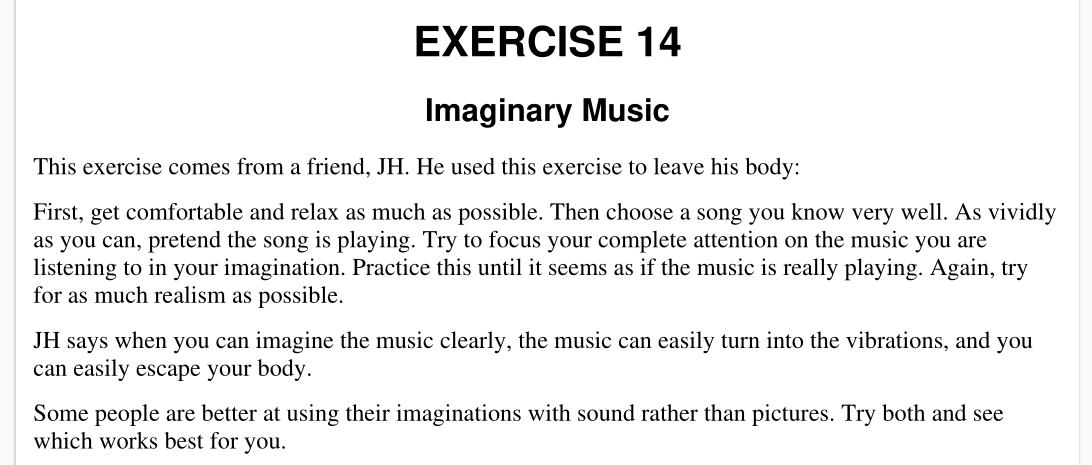 EXERCISE 14
Imaginary Music
This exercise comes from a friend, JH. He used this exercise to leave his body:
First, get comfortable and relax as much as possible. Then choose a song you know very well. As vividly
as you can, pretend the song is playing. Try to focus your complete attention on the music you are
listening to in your imagination. Practice this until it seems as if the music is really playing. Again, try
for as much realism as possible.
JH says when you can imagine the music clearly, the music can easily turn into the vibrations, and you
can easily escape your body.
Some people are better at using their imaginations with sound rather than pictures. Try both and see
which works best for you.